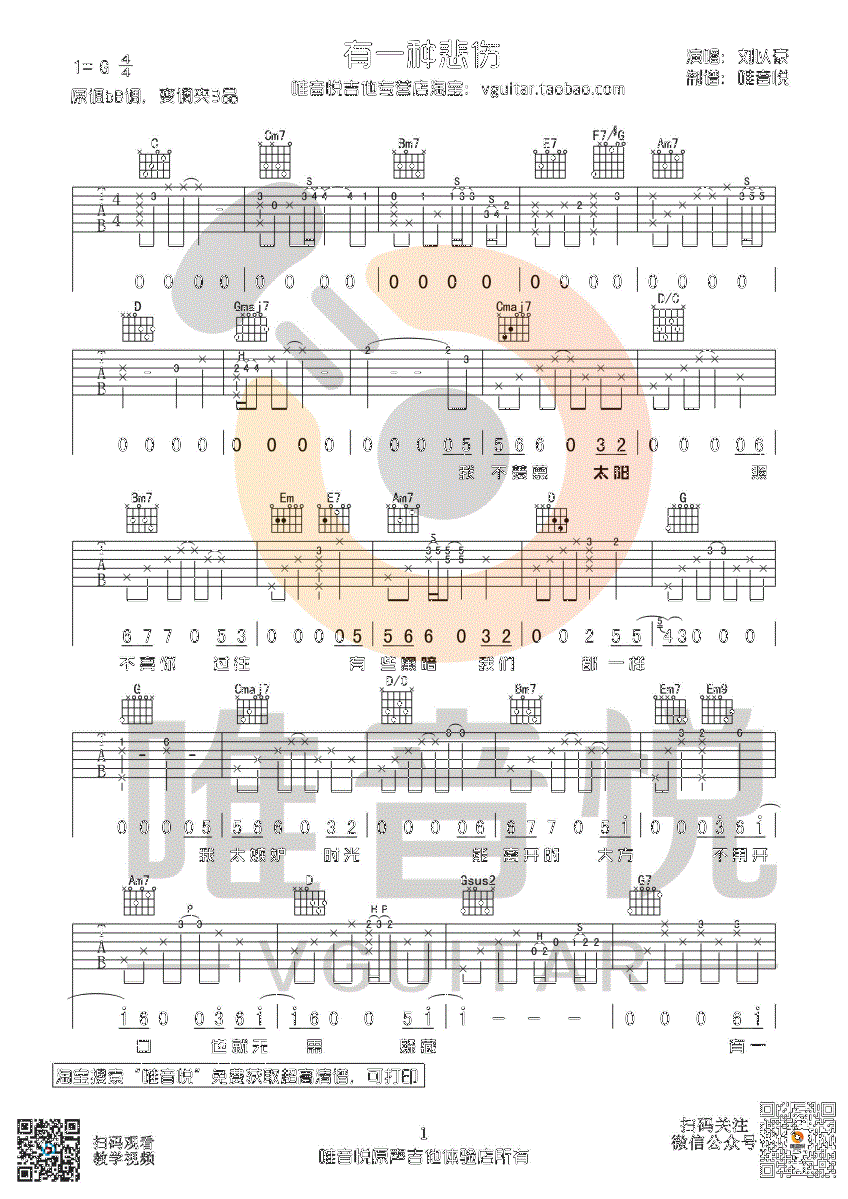 有一种悲伤
1=G 4/4
演唱：刘以豪
原调bB调，变调夹3品
唯音悦吉他专营店淘宝：vguitar.taobao.com
制谱：唯音悦
C Cm7 Bm7 E7 F7/#G Am7
0 0 0 0 0 0 0 0 0 0 0 0 0 0 0 0 0 0 0 0
D Gmaj7 Cmaj7 D/C
0 0 0 0 0 0 0 0 0 0 0 0 5 5 6 6 0 3 2 0 0 0 0 6
我 不羡慕 太阳 照
Bm7 Em E7 Am7 D G
6 7 7 0 5 3 0 0 0 0 5 5 6 6 0 3 2 0 0 2 5 5 4 3 0 0 0
不亮你 过往 有 些黑暗 我们 都 一样
G Cmaj7 D/C Bm7 Em7 Em9
0 0 0 0 5 5 6 6 0 3 2 0 0 0 0 6 6 7 7 0 5 i 0 0 0 3 6 i
我 太嫉妒 时光 能 离开的 大方 不用开
Am7 D Gsus2 G7
i 6 0 0 3 6 i i 6 0 0 5 i i - - - 0 0 0 6 i
口 也就无 需 躲藏 有一
淘宝搜索“唯音悦”免费获取超高清谱，可打印
唯音悦
VGUITAR
扫码观看
教学视频
1
唯音悦原声吉他体验店所有
扫码关注
微信公众号